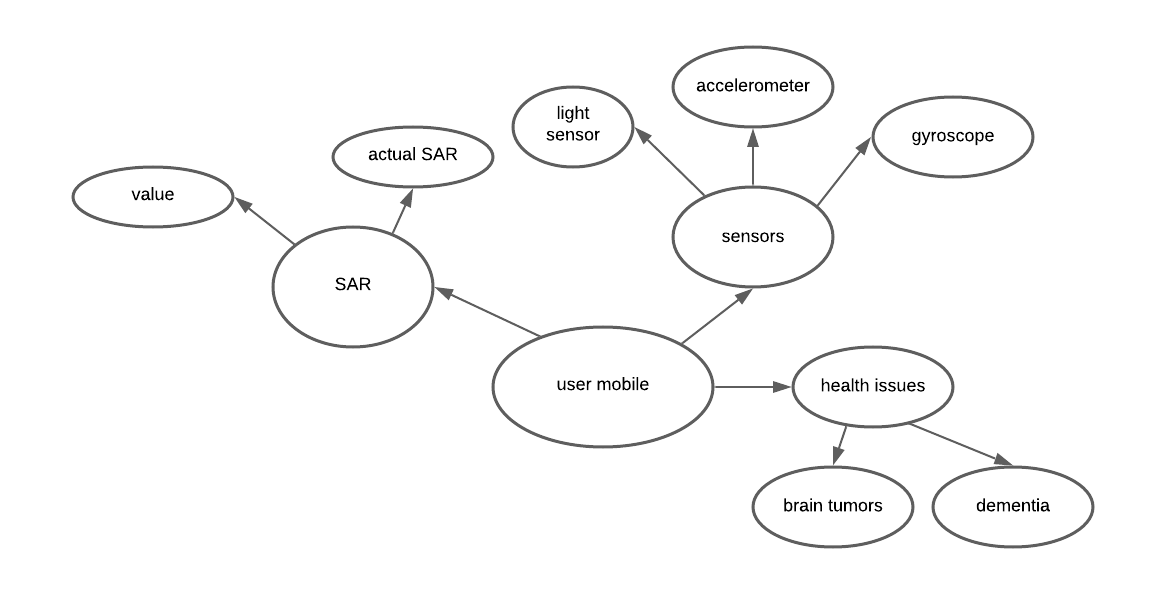 accelerometer
light
sensor
gyroscope
actual SAR
value
sensors
SAR
user mobile
health issues
brain tumors
dementia